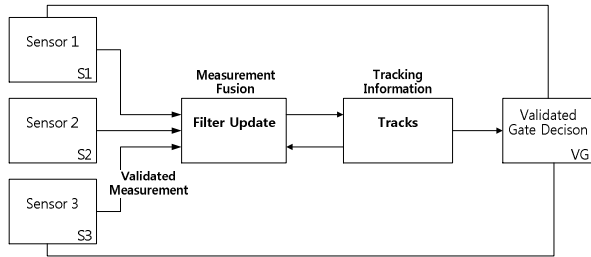 Sensor 1
S1
Sensor 2
S2
Sensor 3
S3
Validated
Measurement
Measurement
Fusion
Filter Update
Tracking
Information
Tracks
Validated
Gate Decison
VG